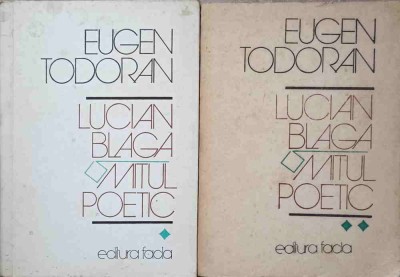 EUGEN
TODORAN
LUCIAN
BLAGA
MITUL
POETIC
editura facla
EUGEN
TODORAN
LUCIAN
BLAGA
MITUL
POETIC
editura facla